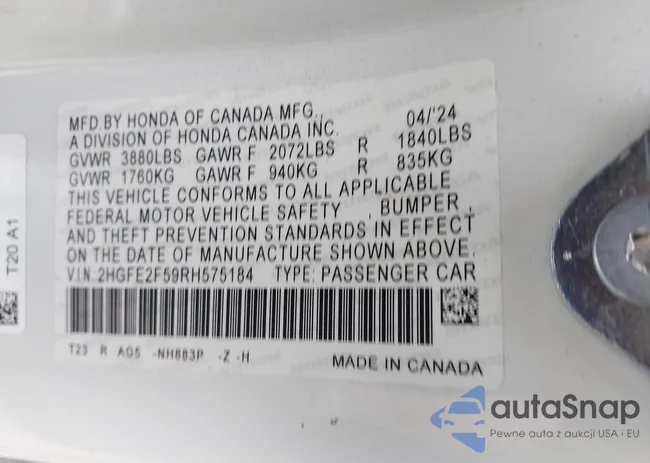 MFD.BY HONDA OF CANADA MFG., 04/'24
A DIVISION OF HONDA CANADA INC.
GVWR 3880LBS GAWR F 2072LBS R 1840LBS
GVWR 1760KG GAWR F 940KG R 835KG
THIS VEHICLE CONFORMS TO ALL APPLICABLE
FEDERAL MOTOR VEHICLE SAFETY , BUMPER ,
AND THEFT PREVENTION STANDARDS IN EFFECT
ON THE DATE OF MANUFACTURE SHOWN ABOVE.
V.I.N.:2HGFE2F59RH575184 TYPE: PASSENGER CAR
T23 R AG5 -NH883P -Z -H
MADE IN CANADA
T20 A1
autaSnap
Pewne auta z aukcji USA i EU